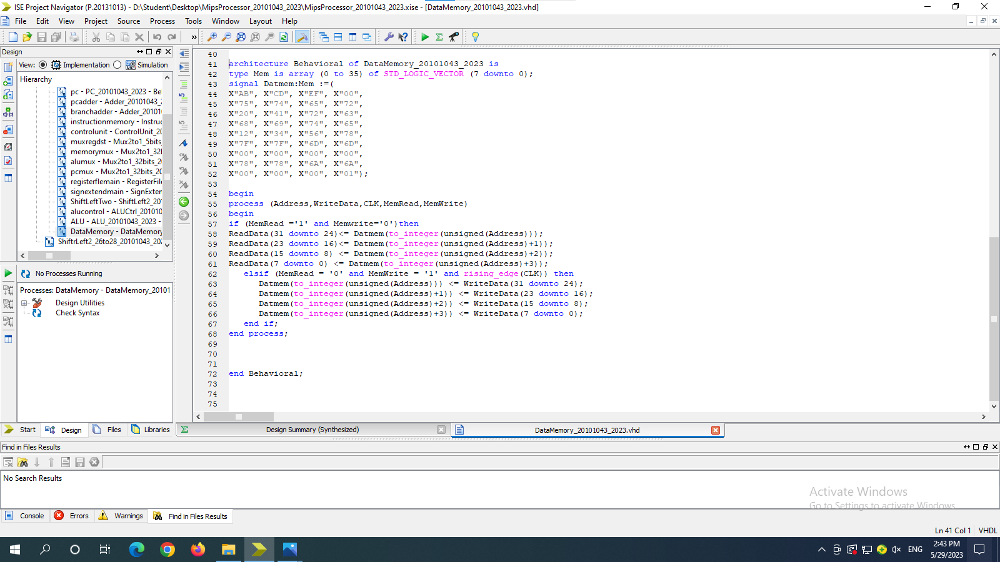 ISE Project Navigator (P.20131013) - D:\Student\Desktop\MipsProcessor_20101043_2023\MipsProcessor_20101043_2023.xise - [DataMemory_20101043_2023.vhd]
File Edit View Project Source Process Tools Window Layout Help
»
Design
View: Implementation Simulation
Hierarchy
pc - PC_20101043_2023 - Be
pcadder - Adder_20101043_
branchadder - Adder_20101
instructionmemory - Instru
controlunit - ControlUnit_20
muxregdst - Mux2to1_5bits_
memorymux - Mux2to1_32
alumux - Mux2to1_32bits_2
pcmux - Mux2to1_32bits_20
registerflemain - RegisterFil
signextendmain - SignExter
ShiftLeftTwo - ShiftLeft2_20
alucontrol - ALUCtrl_201010
ALU - ALU_20101043_2023 -
DataMemory - DataMemory
ShiftrLeft2_26to28_20101043_20
No Processes Running
Processes: DataMemory - DataMemory_20101
Design Utilities
Check Syntax
Start Design Files Libraries
40
41 architecture Behavioral of DataMemory_20101043_2023 is
42 type Mem is array (0 to 35) of STD_LOGIC_VECTOR (7 downto 0);
43 signal Datmem:Mem :=(
44 X"AB", X"CD", X"EF", X"00",
45 X"75", X"74", X"65", X"72",
46 X"20", X"41", X"72", X"63",
47 X"68", X"69", X"74", X"65",
48 X"12", X"34", X"56", X"78",
49 X"7F", X"7F", X"6D", X"6D",
50 X"00", X"00", X"00", X"00",
51 X"78", X"78", X"6A", X"6A",
52 X"00", X"00", X"00", X"01");
53
54 begin
55 process (Address,WriteData,CLK,MemRead,MemWrite)
56 begin
57 if (MemRead ='1' and Memwrite='0')then
58 ReadData(31 downto 24)<= Datmem(to_integer(unsigned(Address)));
59 ReadData(23 downto 16)<= Datmem(to_integer(unsigned(Address)+1));
60 ReadData(15 downto 8) <= Datmem(to_integer(unsigned(Address)+2));
61 ReadData(7 downto 0) <= Datmem(to_integer(unsigned(Address)+3));
62 elsif (MemRead = '0' and MemWrite = '1' and rising_edge(CLK)) then
63 Datmem(to_integer(unsigned(Address))) <= WriteData(31 downto 24);
64 Datmem(to_integer(unsigned(Address)+1)) <= WriteData(23 downto 16);
65 Datmem(to_integer(unsigned(Address)+2)) <= WriteData(15 downto 8);
66 Datmem(to_integer(unsigned(Address)+3)) <= WriteData(7 downto 0);
67 end if;
68 end process;
69
70
71
72 end Behavioral;
73
74
75
Design Summary (Synthesized) DataMemory_20101043_2023.vhd
Find in Files Results
No Search Results
Activate Windows
Go to Settings to activate Windows.
Console Errors Warnings Find in Files Results
Ln 41 Col 1 VHDL
ENG
2:43 PM
5/29/2023